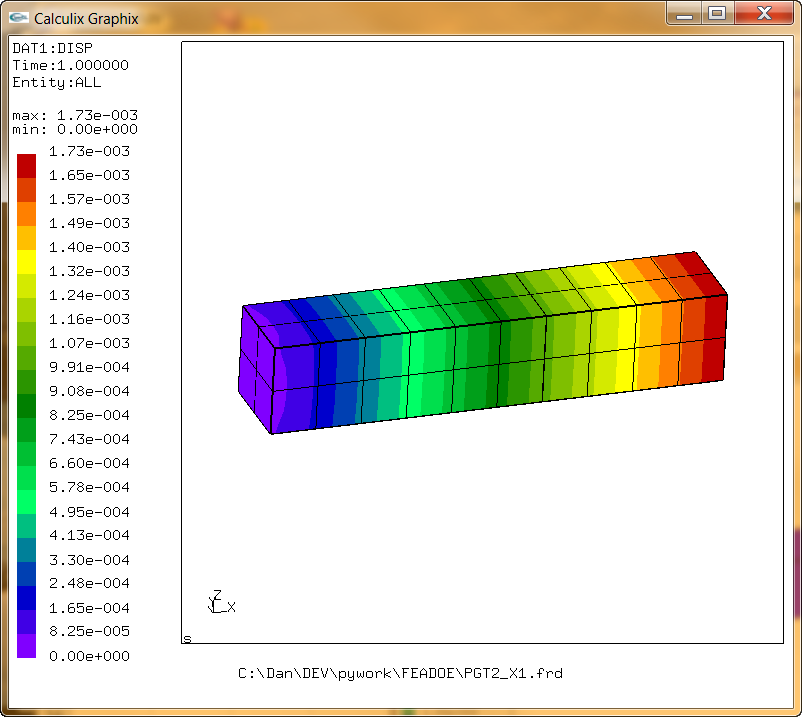 Calculix Graphix
DAT1:DISP
Time:1.000000
Entity:ALL
max: 1.73e-003
min: 0.00e+000
1.73e-003
1.65e-003
1.57e-003
1.49e-003
1.40e-003
1.32e-003
1.24e-003
1.16e-003
1.07e-003
9.91e-004
9.08e-004
8.25e-004
7.43e-004
6.60e-004
5.78e-004
4.95e-004
4.13e-004
3.30e-004
2.48e-004
1.65e-004
8.25e-005
0.00e+000
Z
X
s
C:\Dan\DEV\pywork\FEADOE\PGT2_X1.frd